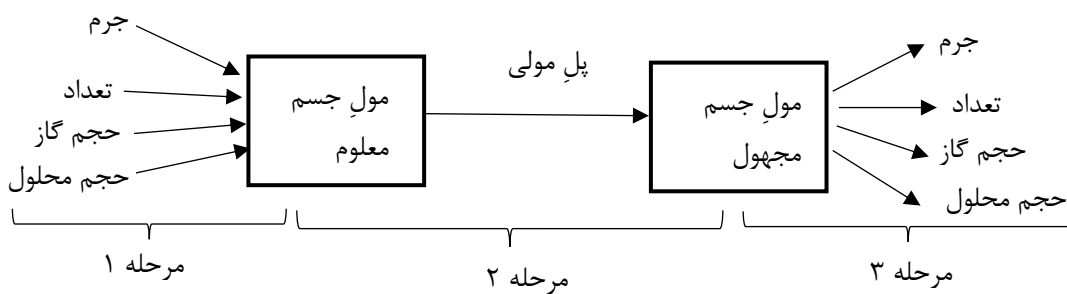 جرم
تعداد
حجم گاز
حجم محلول
مولِ جسم
معلوم
پلِ مولی
مولِ جسم
مجهول
جرم
تعداد
حجم گاز
حجم محلول
مرحله ۱
مرحله ۲
مرحله ۳